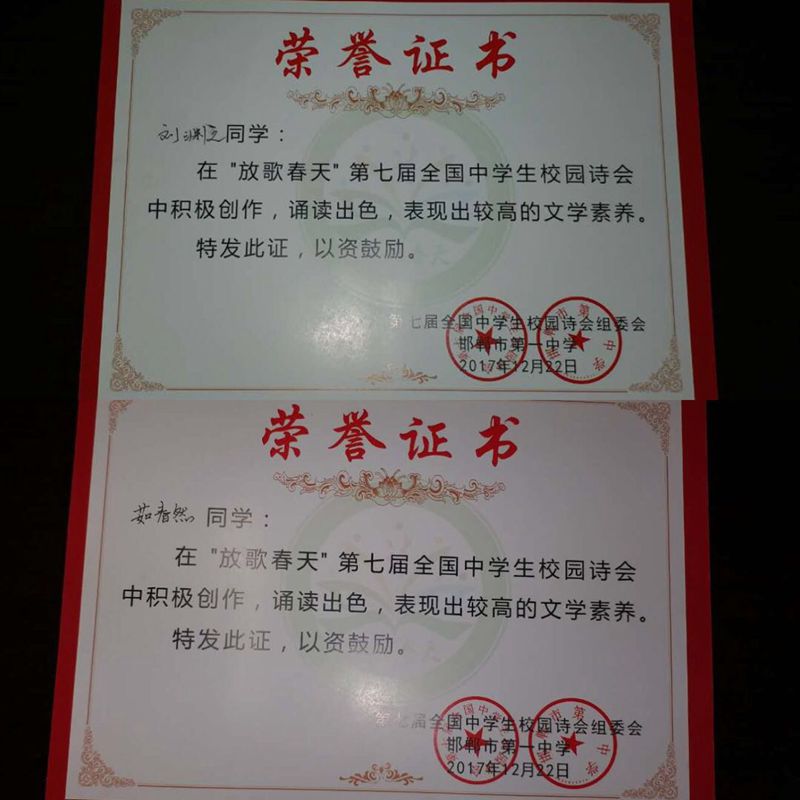 荣誉证书
刘渊同学：
在"放歌春天"第七届全国中学生校园诗会
中积极创作，诵读出色，表现出较高的文学素养。
特发此证，以资鼓励。
第七届全国中学生校园诗会组委会
邯郸市第一中学
2017年12月22日
荣誉证书
茹然同学：
在"放歌春天"第七届全国中学生校园诗会
中积极创作，诵读出色，表现出较高的文学素养。
特发此证，以资鼓励。
第七届全国中学生校园诗会组委会
邯郸市第一中学
2017年12月22日